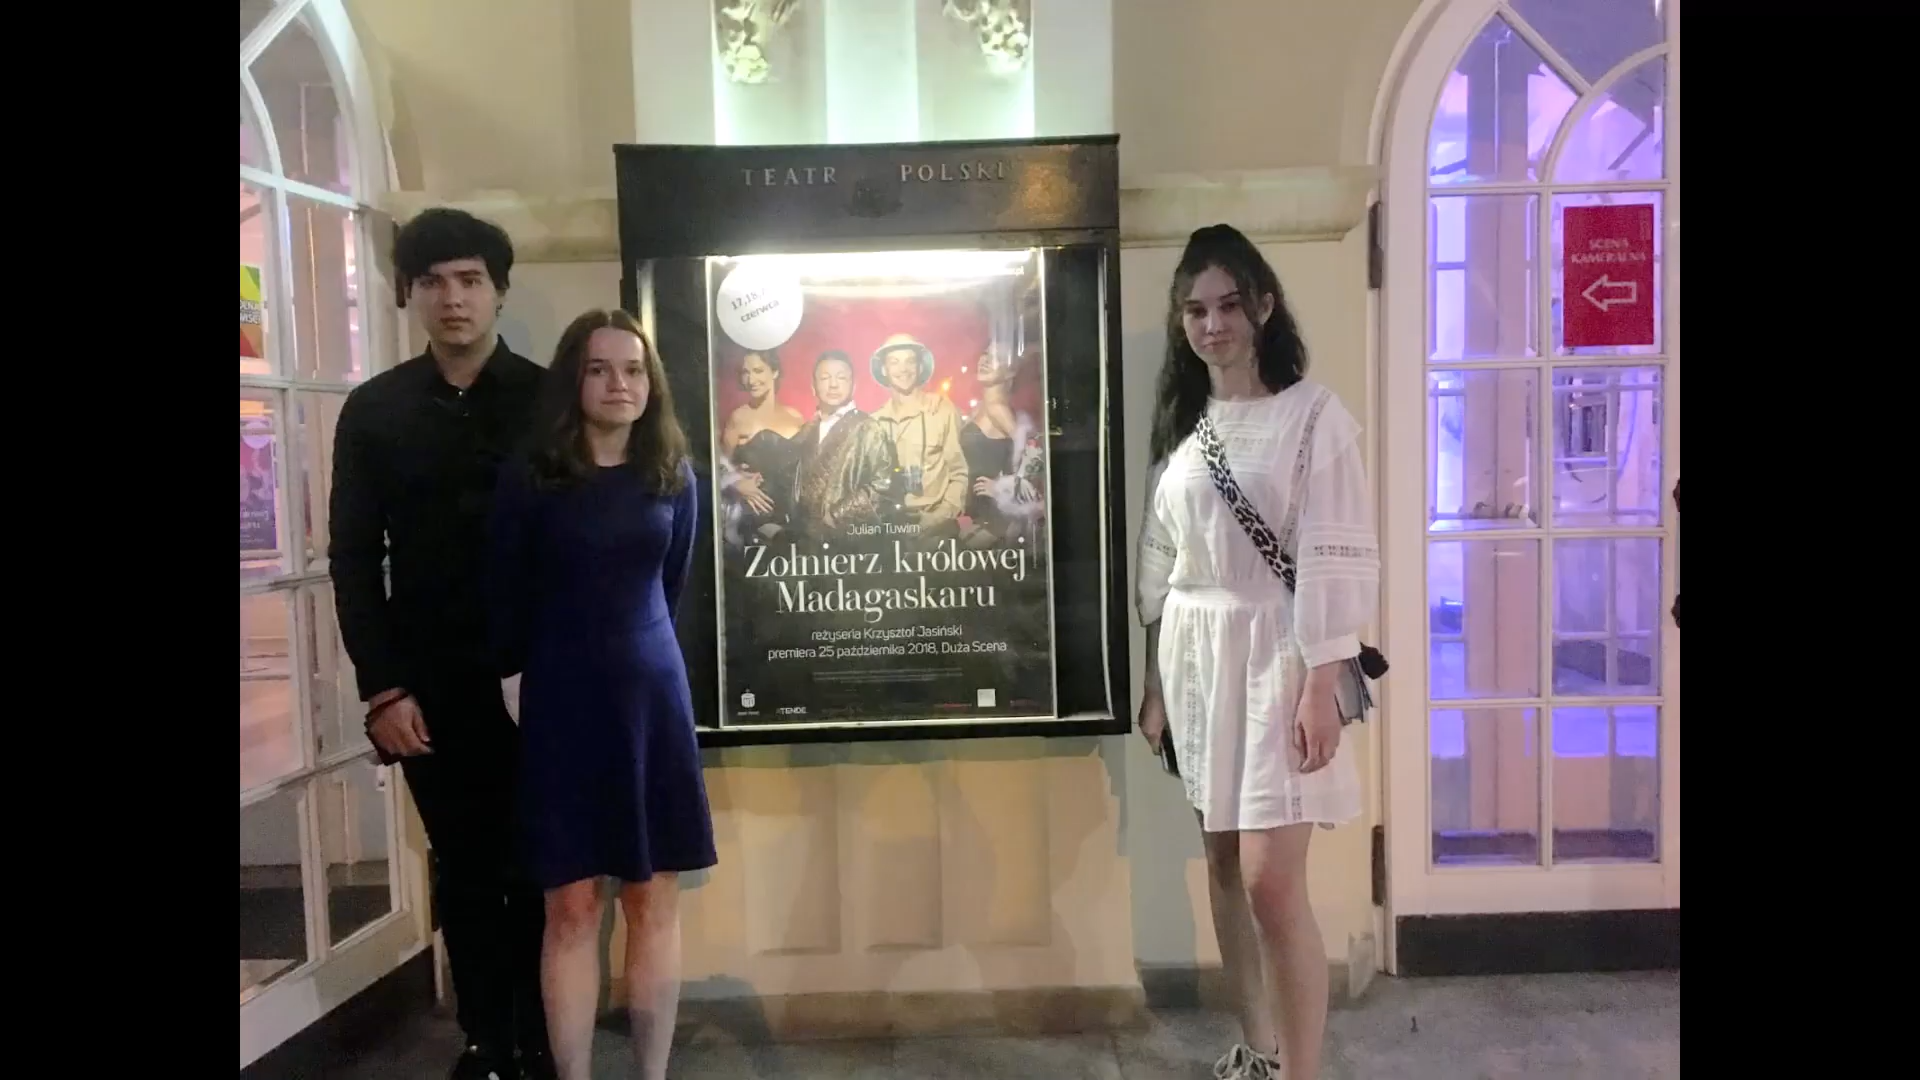 TEATR POLSKI
17,18,
czerwca
Julian Tuwim
Żołnierz królowej
Madagaskaru
reżyseria Krzysztof Jasiński
premiera 25 października 2018, Duża Scena
ATENDE
SCENA
KAMERALNA